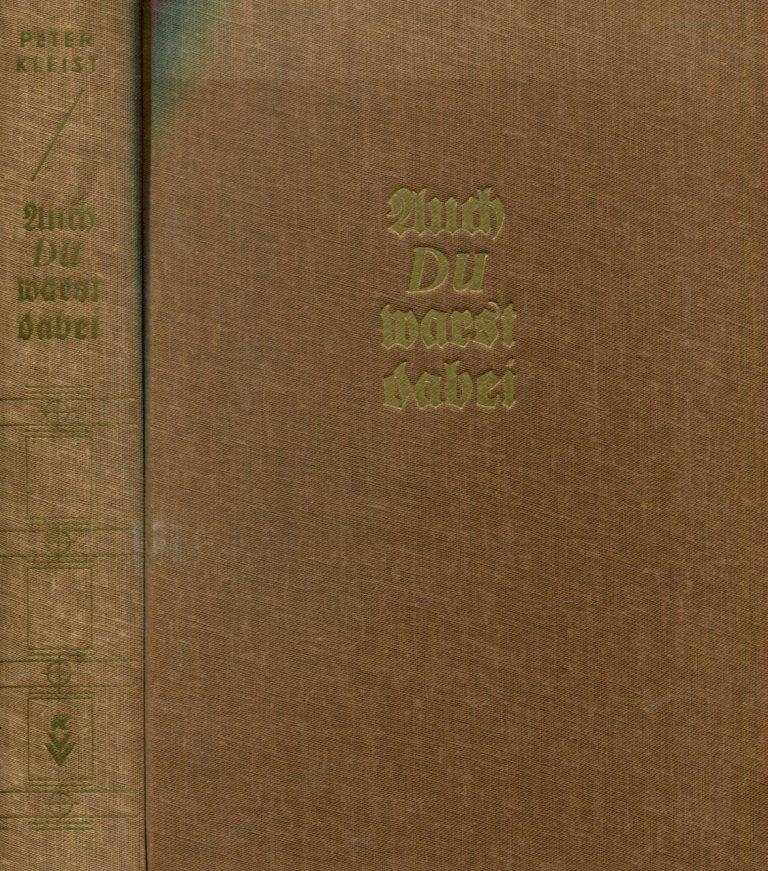 PETER
KLEIST
Auch
DU
warst
dabei
Auch
DU
warst
dabei